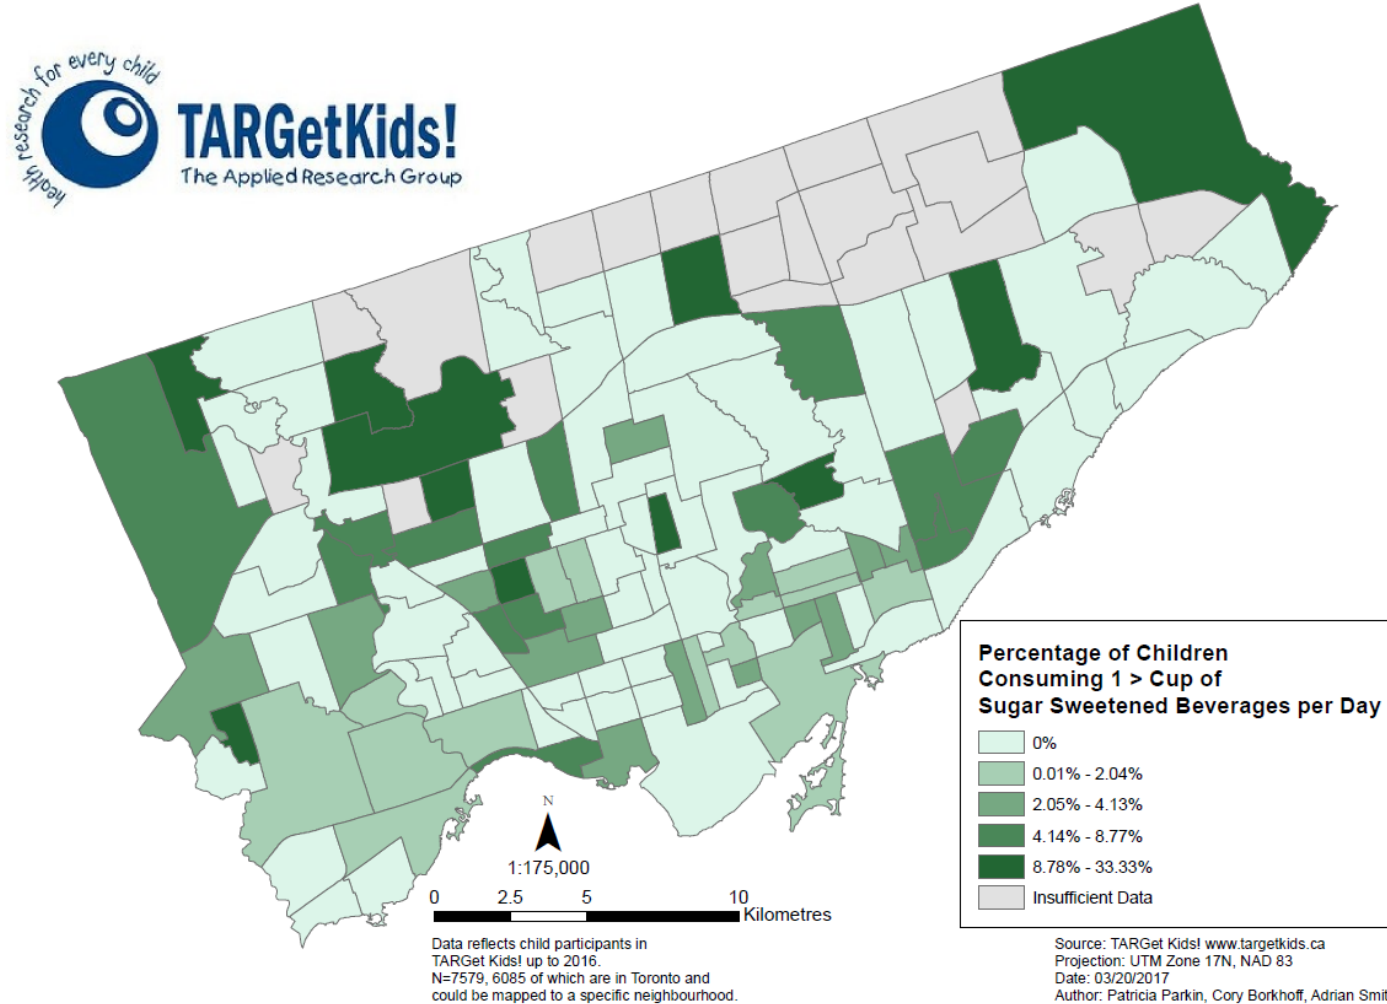 health research for every child
TARGetKids!
The Applied Research Group
Percentage of Children
Consuming 1 > Cup of
Sugar Sweetened Beverages per Day
0%
0.01% - 2.04%
2.05% - 4.13%
4.14% - 8.77%
8.78% - 33.33%
Insufficient Data
N
1:175,000
0 2.5 5 10
Kilometres
Data reflects child participants in
TARGet Kids! up to 2016.
N=7579, 6085 of which are in Toronto and
could be mapped to a specific neighbourhood.
Source: TARGet Kids! www.targetkids.ca
Projection: UTM Zone 17N, NAD 83
Date: 03/20/2017
Author: Patricia Parkin, Cory Borkhoff, Adrian Smit